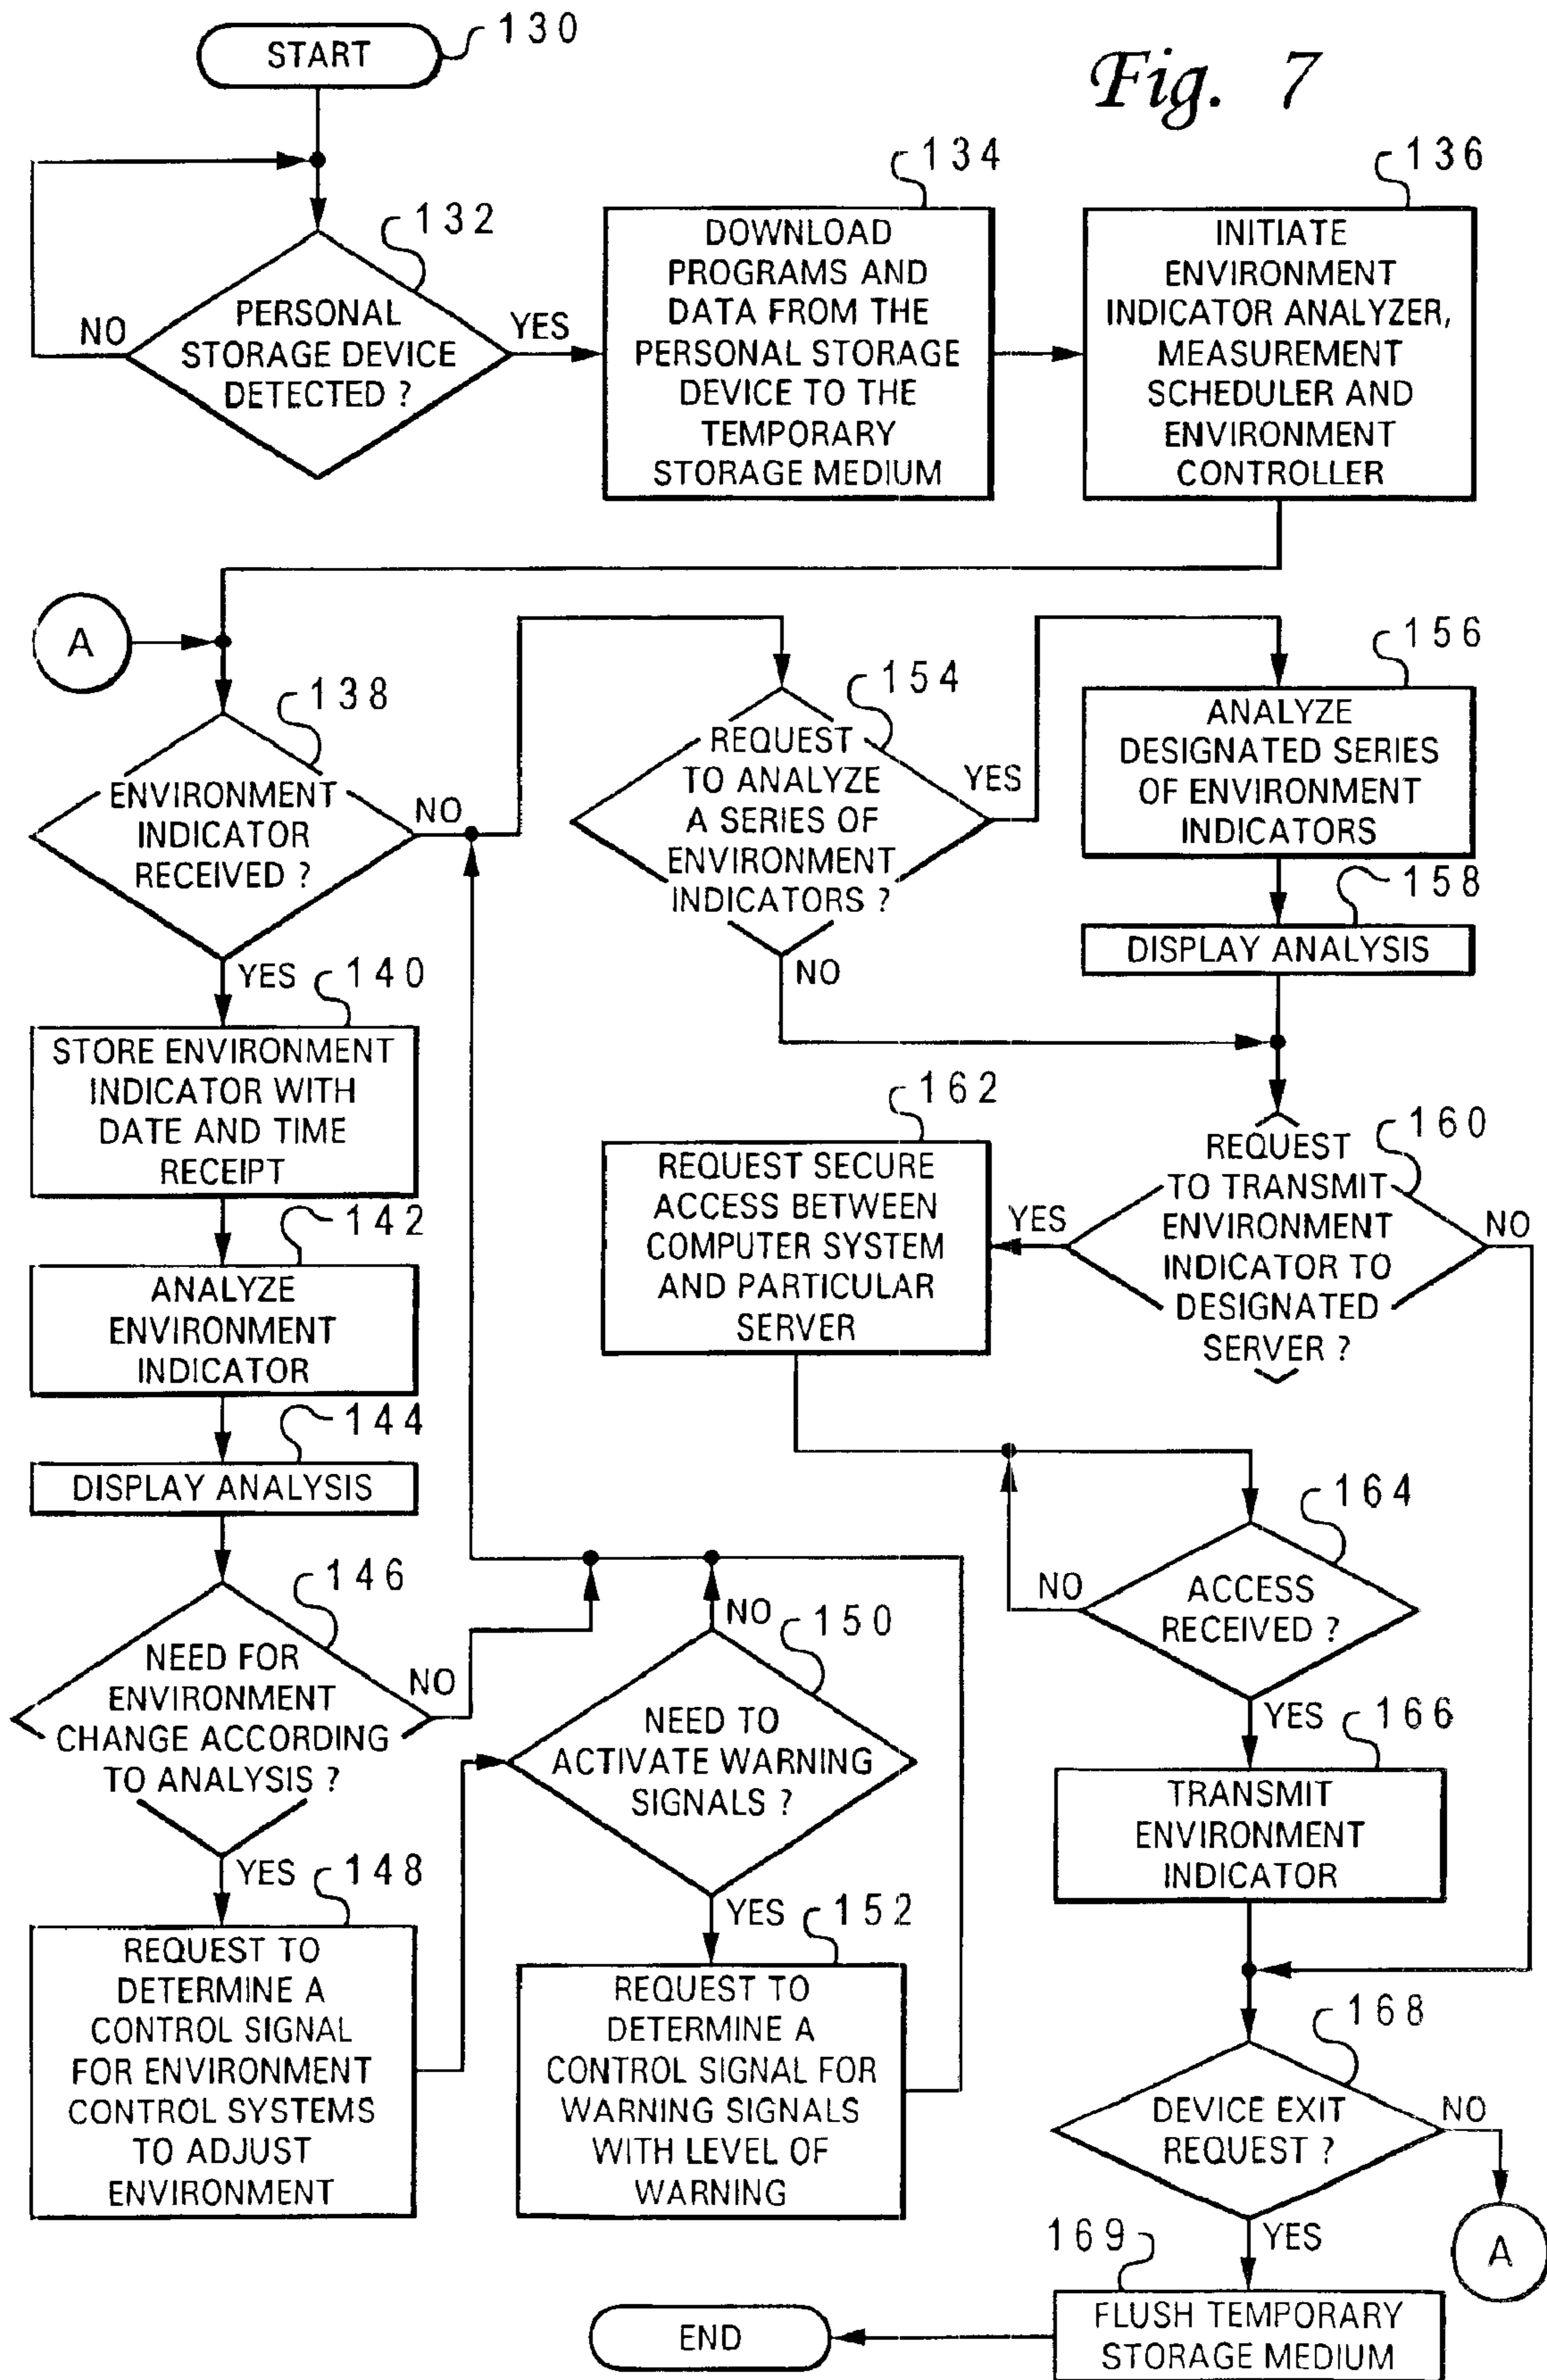 START
130
Fig. 7
132
PERSONAL
STORAGE DEVICE
DETECTED ?
NO
YES
134
DOWNLOAD
PROGRAMS AND
DATA FROM THE
PERSONAL STORAGE
DEVICE TO THE
TEMPORARY
STORAGE MEDIUM
136
INITIATE
ENVIRONMENT
INDICATOR ANALYZER,
MEASUREMENT
SCHEDULER AND
ENVIRONMENT
CONTROLLER
A
138
ENVIRONMENT
INDICATOR
RECEIVED ?
NO
YES
140
STORE ENVIRONMENT
INDICATOR WITH
DATE AND TIME
RECEIPT
142
ANALYZE
ENVIRONMENT
INDICATOR
144
DISPLAY ANALYSIS
146
NEED FOR
ENVIRONMENT
CHANGE ACCORDING
TO ANALYSIS ?
NO
YES
148
REQUEST TO
DETERMINE A
CONTROL SIGNAL
FOR ENVIRONMENT
CONTROL SYSTEMS
TO ADJUST
ENVIRONMENT
NO
150
NEED TO
ACTIVATE WARNING
SIGNALS ?
YES
152
REQUEST TO
DETERMINE A
CONTROL SIGNAL FOR
WARNING SIGNALS
WITH LEVEL OF
WARNING
154
REQUEST
TO ANALYZE
A SERIES OF
ENVIRONMENT
INDICATORS ?
YES
NO
156
ANALYZE
DESIGNATED SERIES
OF ENVIRONMENT
INDICATORS
158
DISPLAY ANALYSIS
160
REQUEST
TO TRANSMIT
ENVIRONMENT
INDICATOR TO
DESIGNATED
SERVER ?
YES
NO
162
REQUEST SECURE
ACCESS BETWEEN
COMPUTER SYSTEM
AND PARTICULAR
SERVER
164
ACCESS
RECEIVED ?
NO
YES
166
TRANSMIT
ENVIRONMENT
INDICATOR
168
DEVICE EXIT
REQUEST ?
NO
A
YES
169
FLUSH TEMPORARY
STORAGE MEDIUM
END